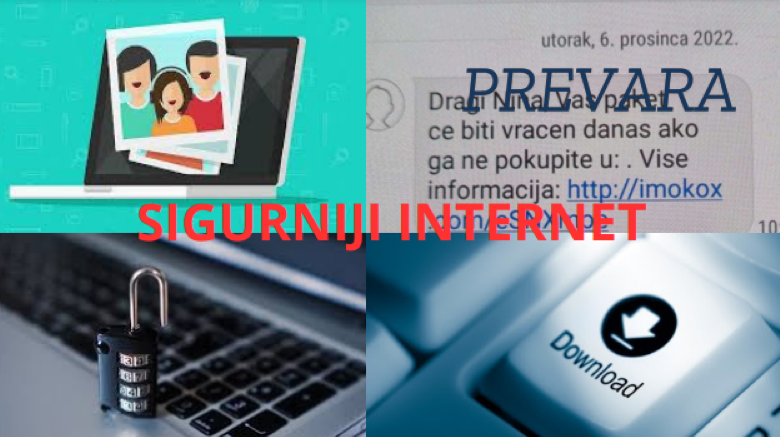 utorak, 6. prosinca 2022.
PREVARA
Dragi Nina, Vas paket
ce biti vracen danas ako
ga ne pokupite u: . Vise
informacija: http://imokox
SIGURNIJI INTERNET
Download